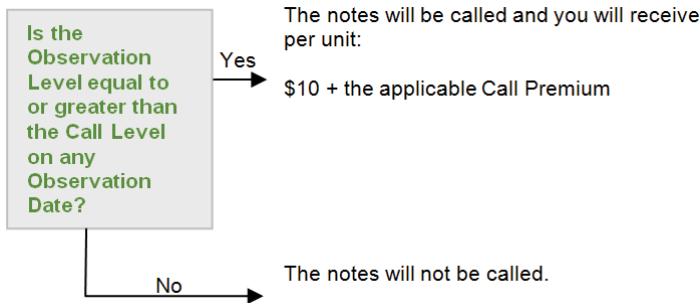 Is the
Observation
Level equal to
or greater than
the Call Level
on any
Observation
Date?
Yes
The notes will be called and you will receive
per unit:
$10 + the applicable Call Premium
No
The notes will not be called.